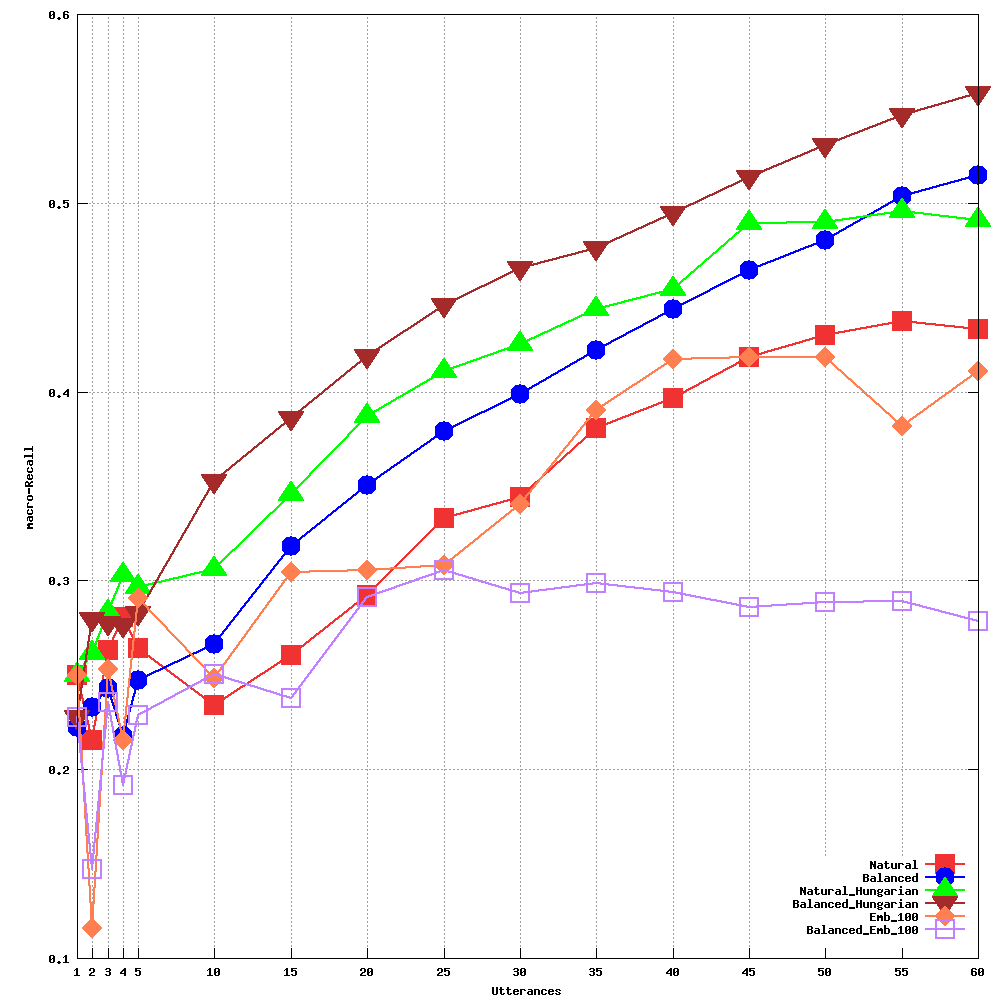 0.6
0.5
0.4
0.3
0.2
0.1
macro-Recall
1 2 3 4 5 10 15 20 25 30 35 40 45 50 55 60
Utterances
Natural
Balanced
Natural_Hungarian
Balanced_Hungarian
Emb_100
Balanced_Emb_100